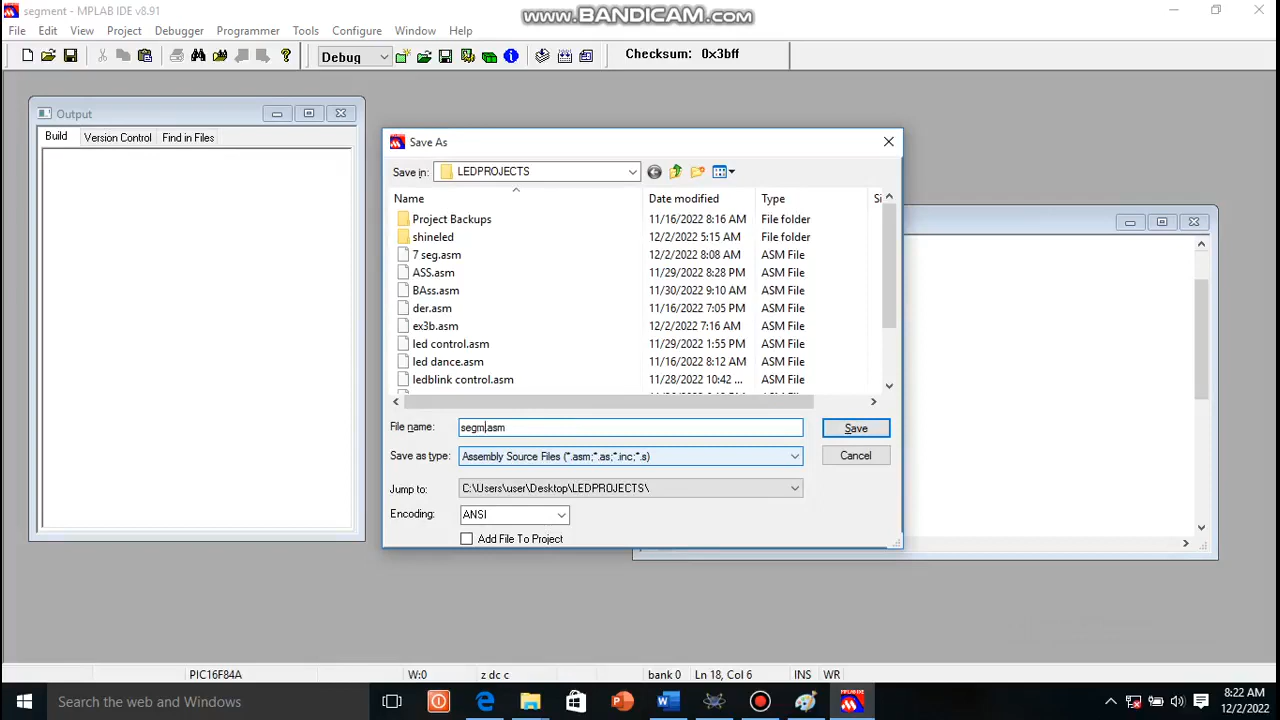 segment - MPLAB IDE v8.91
www.BANDICAM.com
File Edit View Project Debugger Programmer Tools Configure Window Help
Debug
Checksum: 0x3bff
Output
Build Version Control Find in Files
Save As
Save in: LEDPROJECTS
Name Date modified Type Si
Project Backups 11/16/2022 8:16 AM File folder
shineled 12/2/2022 5:15 AM File folder
7 seg.asm 12/2/2022 8:08 AM ASM File
ASS.asm 11/29/2022 8:28 PM ASM File
BAss.asm 11/30/2022 9:10 AM ASM File
der.asm 11/16/2022 7:05 PM ASM File
ex3b.asm 12/2/2022 7:16 AM ASM File
led control.asm 11/29/2022 1:55 PM ASM File
led dance.asm 11/16/2022 8:12 AM ASM File
ledblink control.asm 11/28/2022 10:42 ... ASM File
File name: segm.asm Save
Save as type: Assembly Source Files (*.asm;*.as;*.inc;*.s) Cancel
Jump to: C:\Users\user\Desktop\LEDPROJECTS\
Encoding: ANSI
Add File To Project
PIC16F84A W:0 z dc c bank 0 Ln 18, Col 6 INS WR
Search the web and Windows
8:22 AM
12/2/2022